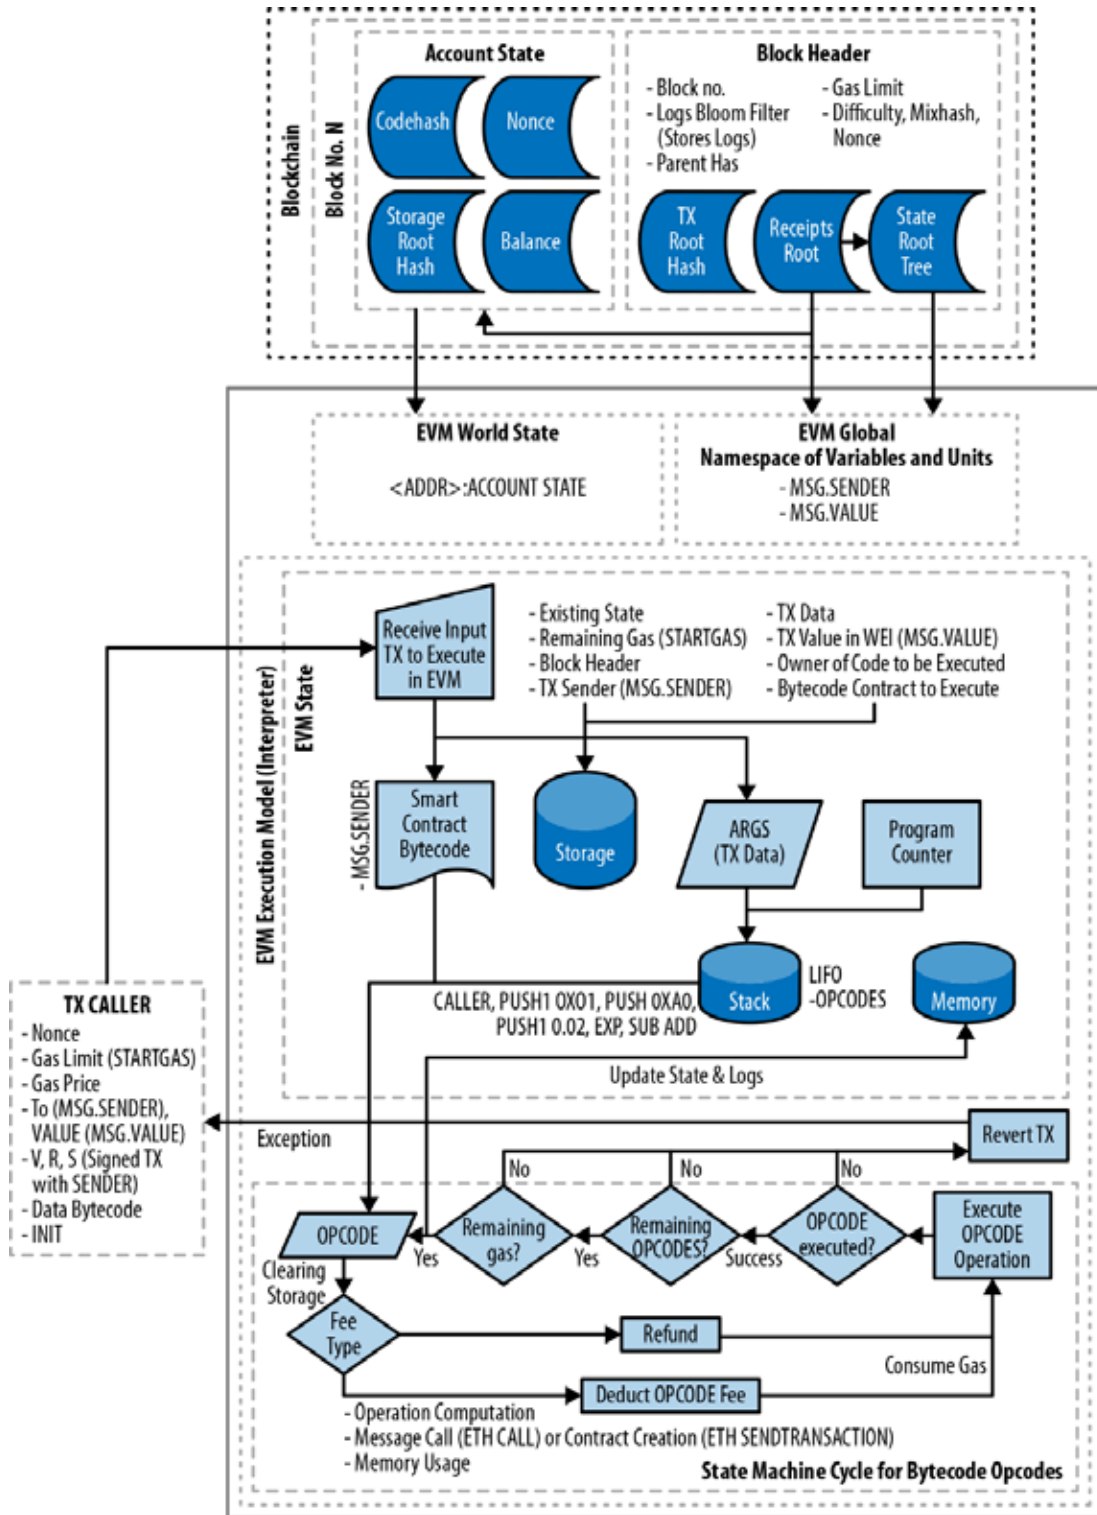 Blockchain
Block No. N
Account State
Codehash
Nonce
Storage
Root
Hash
Balance
Block Header
- Block no.
- Logs Bloom Filter
(Stores Logs)
- Parent Has
- Gas Limit
- Difficulty, Mixhash,
Nonce
TX
Root
Hash
Receipts
Root
State
Root
Tree
EVM World State
<ADDR>:ACCOUNT STATE
EVM Global
Namespace of Variables and Units
- MSG.SENDER
- MSG.VALUE
EVM Execution Model (Interpreter)
EVM State
Receive Input
TX to Execute
in EVM
- Existing State
- Remaining Gas (STARTGAS)
- Block Header
- TX Sender (MSG.SENDER)
- TX Data
- TX Value in WEI (MSG.VALUE)
- Owner of Code to be Executed
- Bytecode Contract to Execute
- MSG.SENDER
Smart
Contract
Bytecode
Storage
ARGS
(TX Data)
Program
Counter
Stack
LIFO
-OPCODES
Memory
CALLER, PUSH1 0X01, PUSH 0XA0,
PUSH1 0.02, EXP, SUB ADD
Update State & Logs
TX CALLER
- Nonce
- Gas Limit (STARTGAS)
- Gas Price
- To (MSG.SENDER),
VALUE (MSG.VALUE)
- V, R, S (Signed TX
with SENDER)
- Data Bytecode
- INIT
Exception
Revert TX
No
No
No
OPCODE
Yes
Remaining
gas?
Yes
Remaining
OPCODES?
Success
OPCODE
executed?
Execute
OPCODE
Operation
Clearing
Storage
Fee
Type
Refund
Consume Gas
Deduct OPCODE Fee
- Operation Computation
- Message Call (ETH CALL) or Contract Creation (ETH SENDTRANSACTION)
- Memory Usage
State Machine Cycle for Bytecode Opcodes